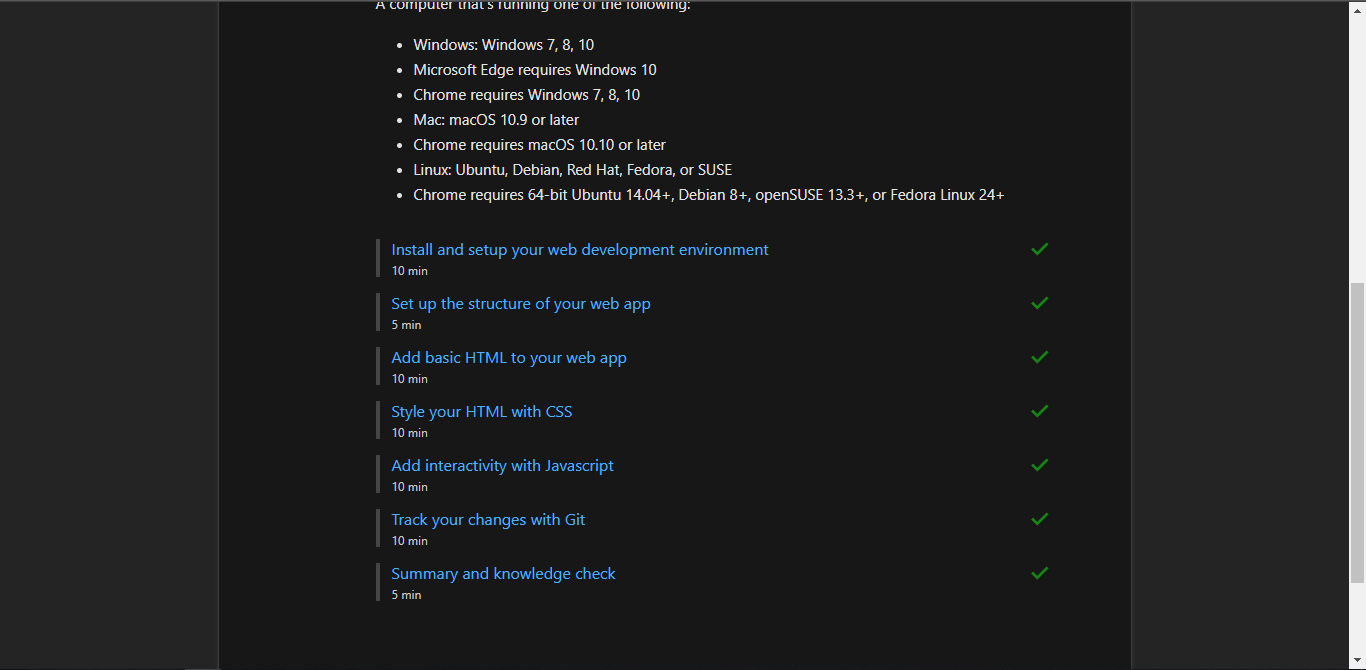 A computer that's running one of the following:
Windows: Windows 7, 8, 10
Microsoft Edge requires Windows 10
Chrome requires Windows 7, 8, 10
Mac: macOS 10.9 or later
Chrome requires macOS 10.10 or later
Linux: Ubuntu, Debian, Red Hat, Fedora, or SUSE
Chrome requires 64-bit Ubuntu 14.04+, Debian 8+, openSUSE 13.3+, or Fedora Linux 24+
Install and setup your web development environment
10 min
Set up the structure of your web app
5 min
Add basic HTML to your web app
10 min
Style your HTML with CSS
10 min
Add interactivity with Javascript
10 min
Track your changes with Git
10 min
Summary and knowledge check
5 min